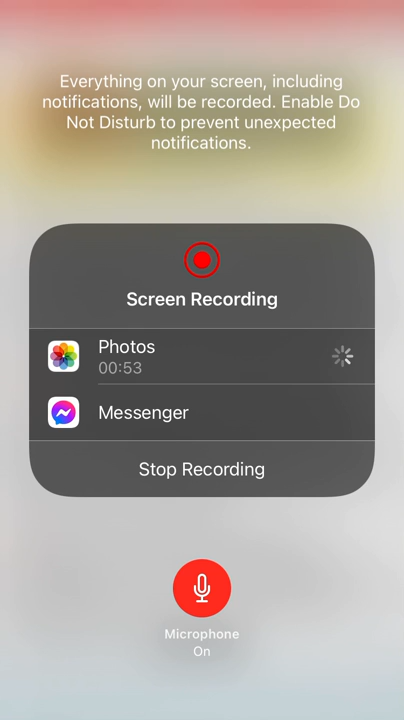 Everything on your screen, including
notifications, will be recorded. Enable Do
Not Disturb to prevent unexpected
notifications.
Screen Recording
Photos
00:53
Messenger
Stop Recording
Microphone
On